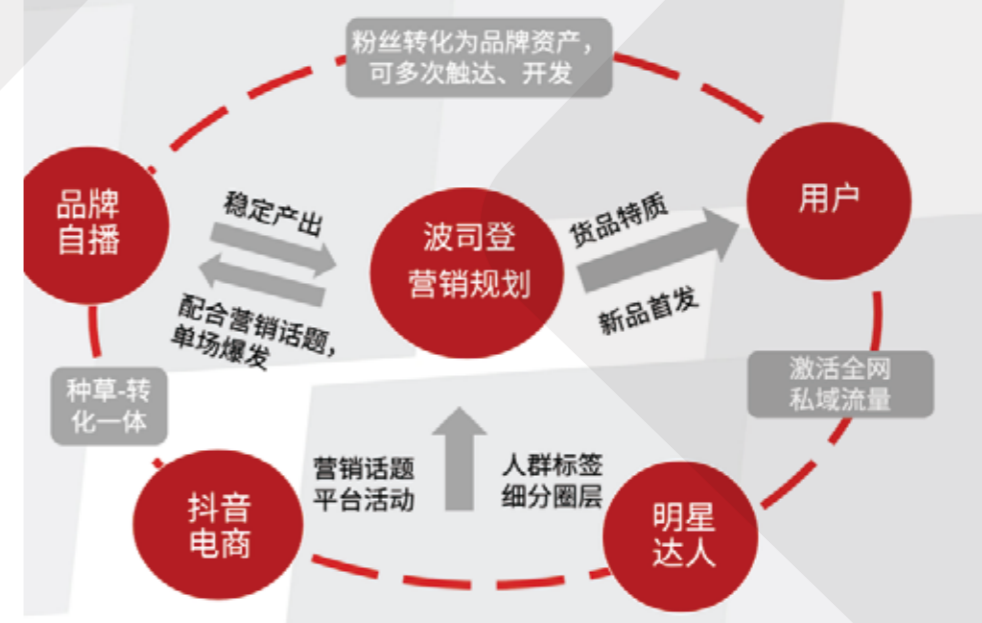 粉丝转化为品牌资产，
可多次触达、开发
品牌
自播
稳定产出
配合营销话题，
单场爆发
波司登
营销规划
货品特质
新品首发
用户
种草-转
化一体
激活全网
私域流量
抖音
电商
营销话题
平台活动
人群标签
细分圈层
明星
达人